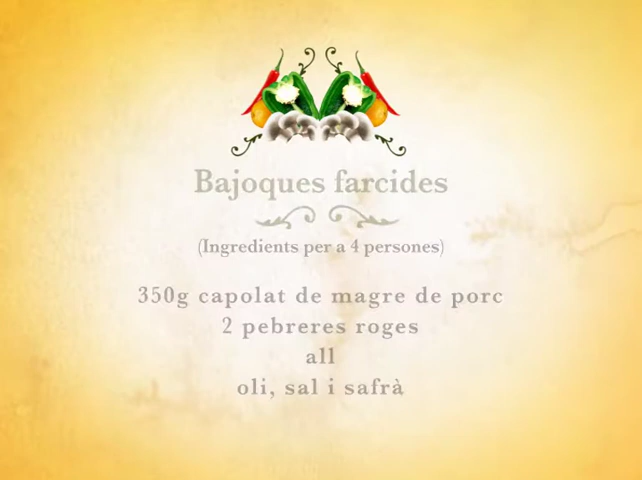 Bajoques farcides
(Ingredients per a 4 persones)
350g capolat de magre de porc
2 pebreres roges
all
oli, sal i safrà